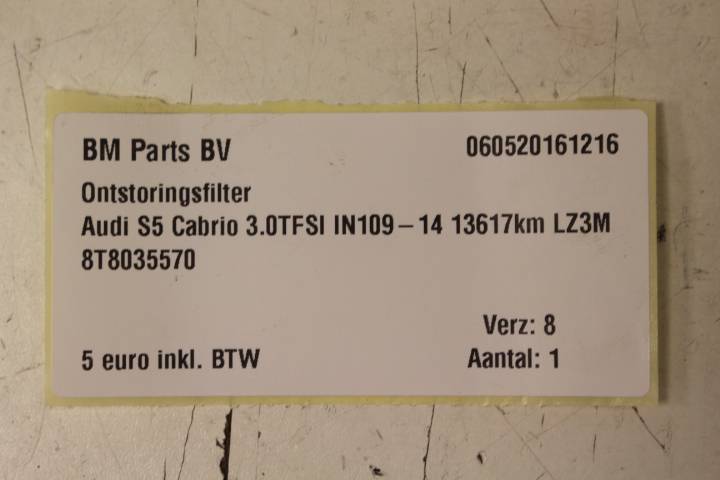 BM Parts BV 060520161216
Ontstoringsfilter
Audi S5 Cabrio 3.0TFSI IN109-14 13617km LZ3M
8T8035570
Verz: 8
5 euro inkl. BTW Aantal: 1